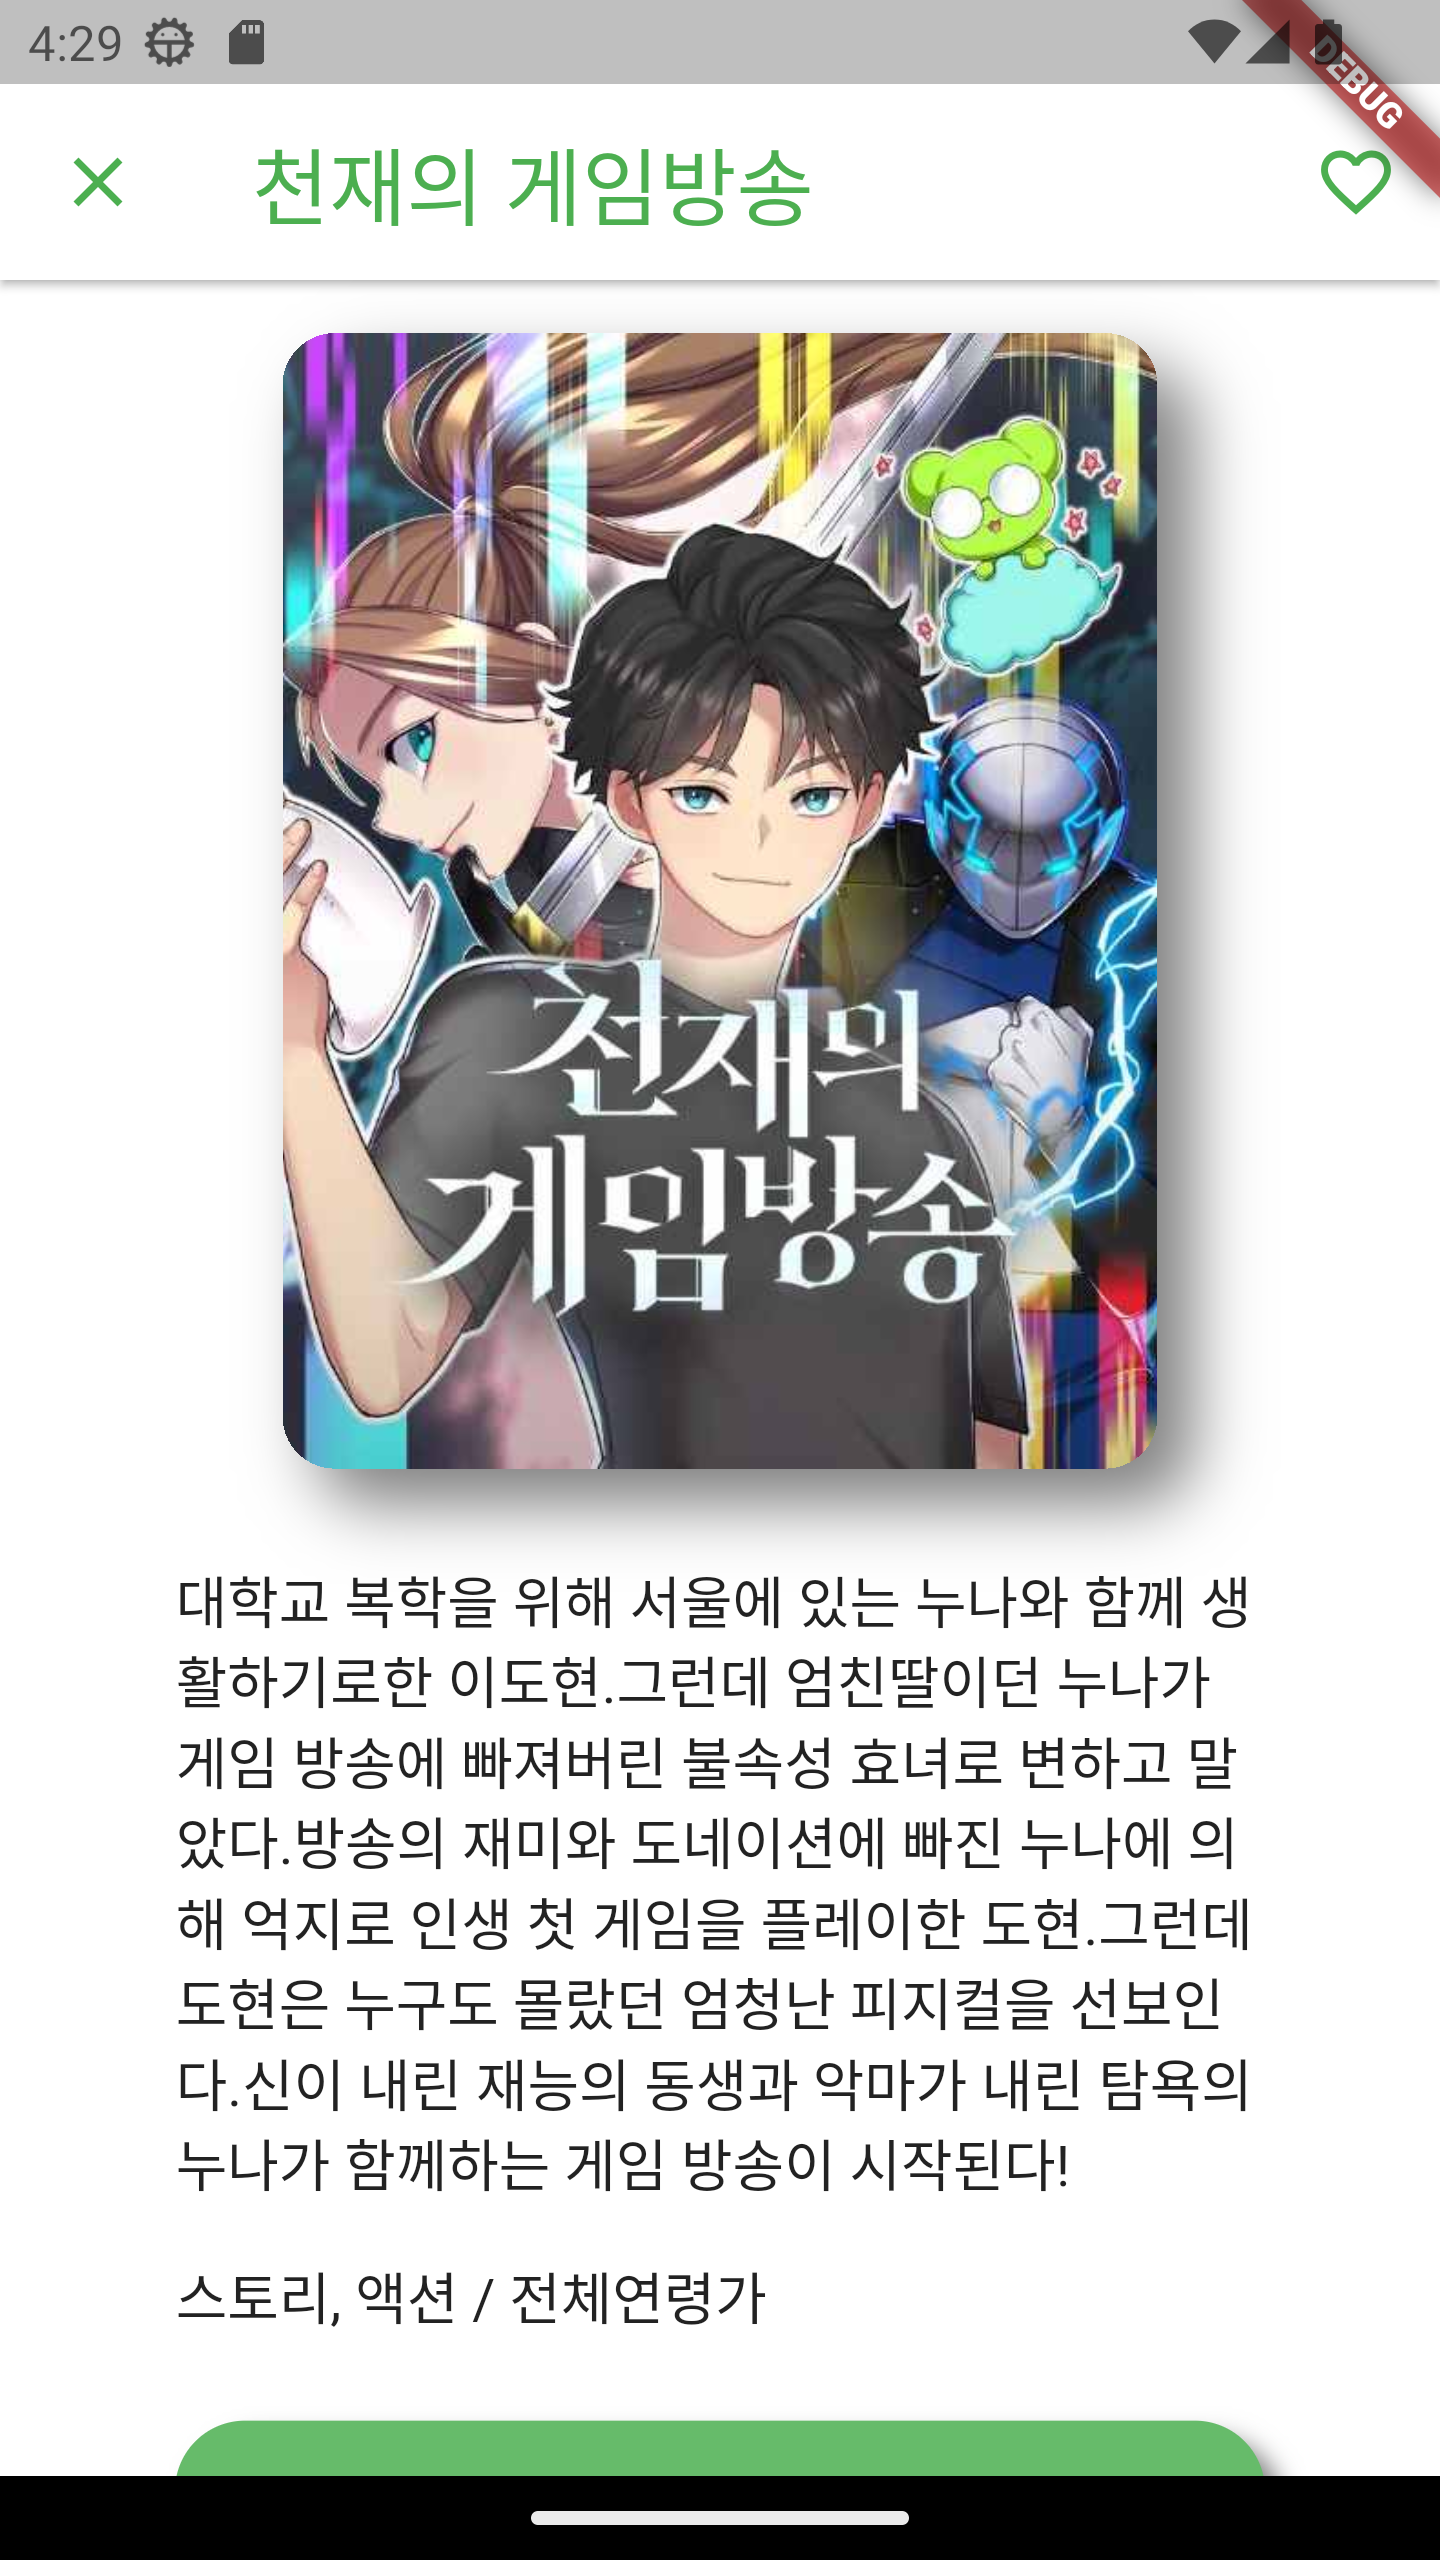 4:29
DEBUG
천재의 게임방송
천재의
게임방송
대학교 복학을 위해 서울에 있는 누나와 함께 생
활하기로한 이도현.그런데 엄친딸이던 누나가
게임 방송에 빠져버린 불속성 효녀로 변하고 말
았다.방송의 재미와 도네이션에 빠진 누나에 의
해 억지로 인생 첫 게임을 플레이한 도현.그런데
도현은 누구도 몰랐던 엄청난 피지컬을 선보인
다.신이 내린 재능의 동생과 악마가 내린 탐욕의
누나가 함께하는 게임 방송이 시작된다!
스토리, 액션 / 전체연령가